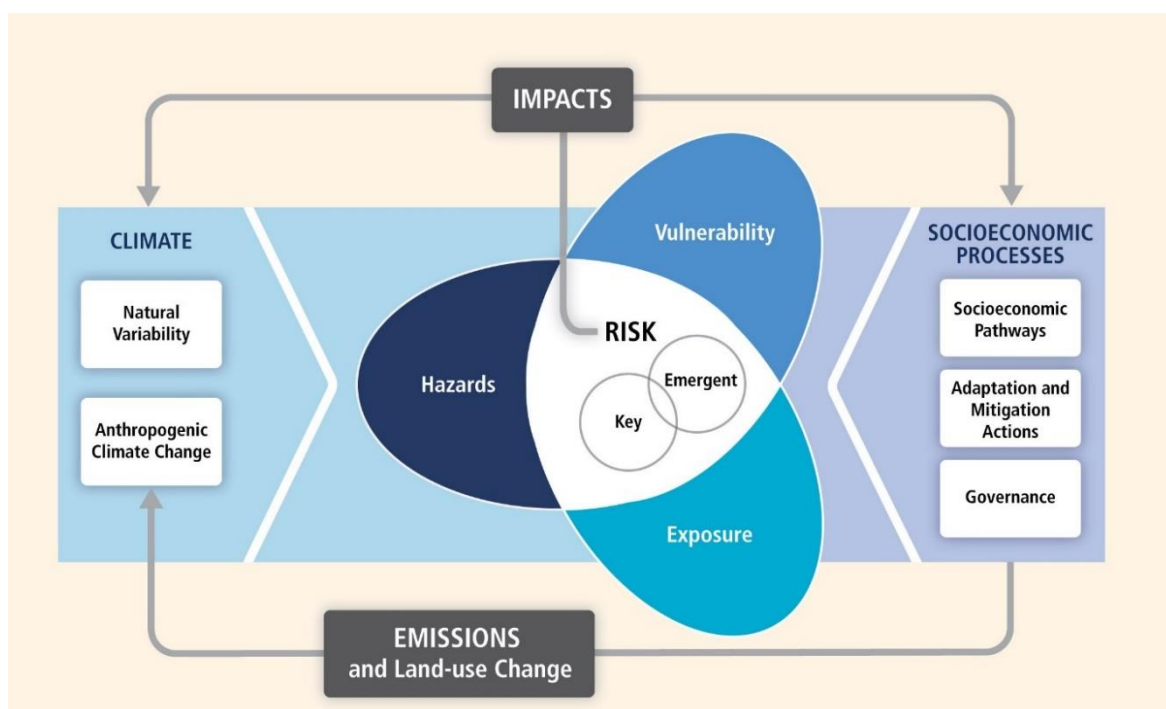 IMPACTS
CLIMATE
Natural
Variability
Anthropogenic
Climate Change
Hazards
Vulnerability
RISK
Emergent
Key
Exposure
SOCIOECONOMIC
PROCESSES
Socioeconomic
Pathways
Adaptation and
Mitigation
Actions
Governance
EMISSIONS
and Land-use Change